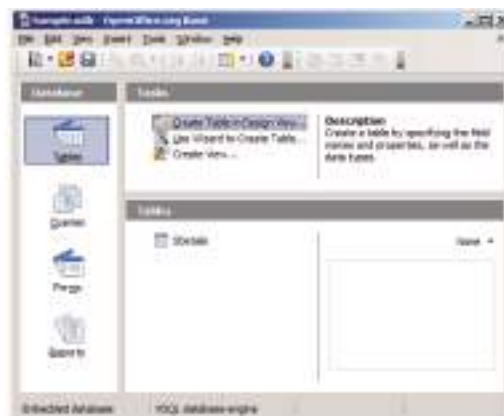 Sample.odb - OpenOffice.org Base
File Edit View Insert Tools Window Help
Database
Tasks
Tables
Queries
Forms
Reports
Create Table in Design View...
Use Wizard to Create Table...
Create View...
Description
Create a table by specifying the field
names and properties, as well as the
data types.
Tables
None
Embedded database
HSQL database engine